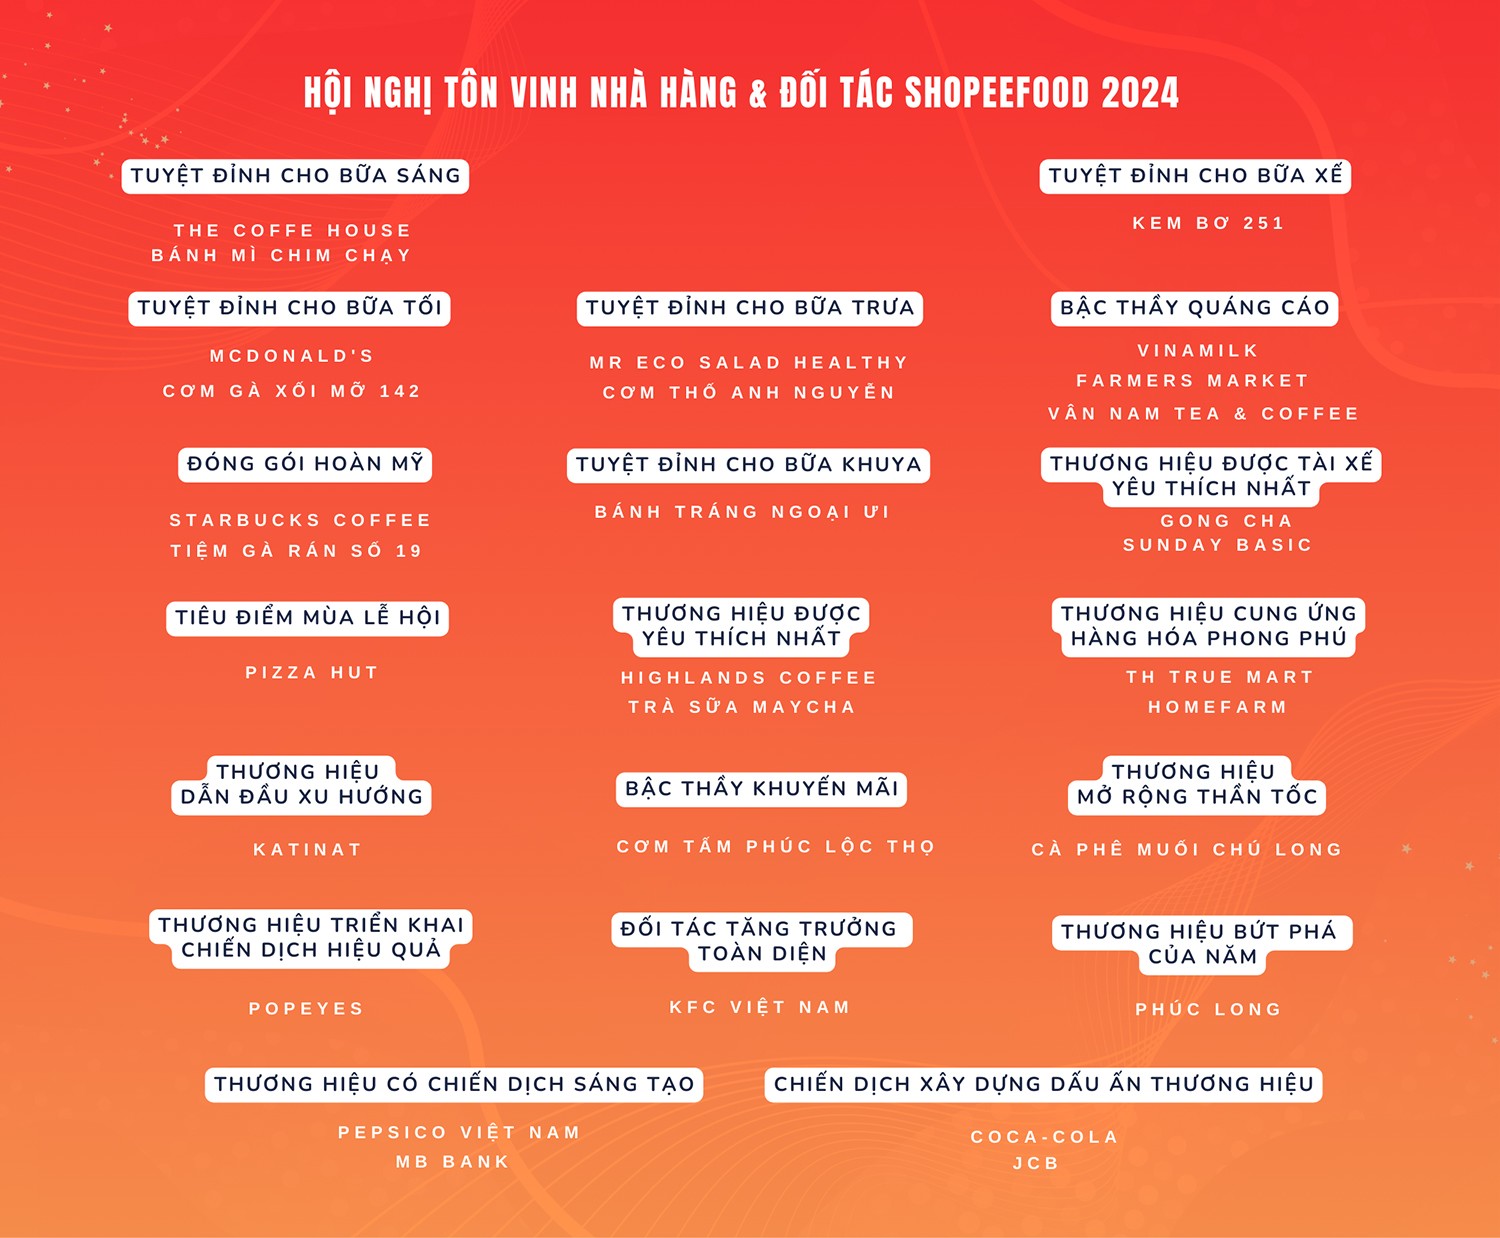 HỘI NGHỊ TÔN VINH NHÀ HÀNG & ĐỐI TÁC SHOPEEFOOD 2024
TUYỆT ĐỈNH CHO BỮA SÁNG
THE COFFE HOUSE
BÁNH MÌ CHIM CHẠY
TUYỆT ĐỈNH CHO BỮA XẾ
KEM BƠ 251
TUYỆT ĐỈNH CHO BỮA TỐI
MCDONALD'S
CƠM GÀ XỐI MỠ 142
TUYỆT ĐỈNH CHO BỮA TRƯA
MR ECO SALAD HEALTHY
CƠM THỐ ANH NGUYỄN
BẬC THẦY QUẢNG CÁO
VINAMILK
FARMERS MARKET
VÂN NAM TEA & COFFEE
ĐÓNG GÓI HOÀN MỸ
STARBUCKS COFFEE
TIỆM GÀ RÁN SỐ 19
TUYỆT ĐỈNH CHO BỮA KHUYA
BÁNH TRÁNG NGOẠI ƯI
THƯƠNG HIỆU ĐƯỢC TÀI XẾ
YÊU THÍCH NHẤT
GONG CHA
SUNDAY BASIC
TIÊU ĐIỂM MÙA LỄ HỘI
PIZZA HUT
THƯƠNG HIỆU ĐƯỢC
YÊU THÍCH NHẤT
HIGHLANDS COFFEE
TRÀ SỮA MAYCHA
THƯƠNG HIỆU CUNG ỨNG
HÀNG HÓA PHONG PHÚ
TH TRUE MART
HOMEFARM
THƯƠNG HIỆU
DẪN ĐẦU XU HƯỚNG
KATINAT
BẬC THẦY KHUYẾN MÃI
CƠM TẤM PHÚC LỘC THỌ
THƯƠNG HIỆU
MỞ RỘNG THẦN TỐC
CÀ PHÊ MUỐI CHÚ LONG
THƯƠNG HIỆU TRIỂN KHAI
CHIẾN DỊCH HIỆU QUẢ
POPEYES
ĐỐI TÁC TĂNG TRƯỞNG
TOÀN DIỆN
KFC VIỆT NAM
THƯƠNG HIỆU BỨT PHÁ
CỦA NĂM
PHÚC LONG
THƯƠNG HIỆU CÓ CHIẾN DỊCH SÁNG TẠO
PEPSICO VIỆT NAM
MB BANK
CHIẾN DỊCH XÂY DỰNG DẤU ẤN THƯƠNG HIỆU
COCA-COLA
JCB